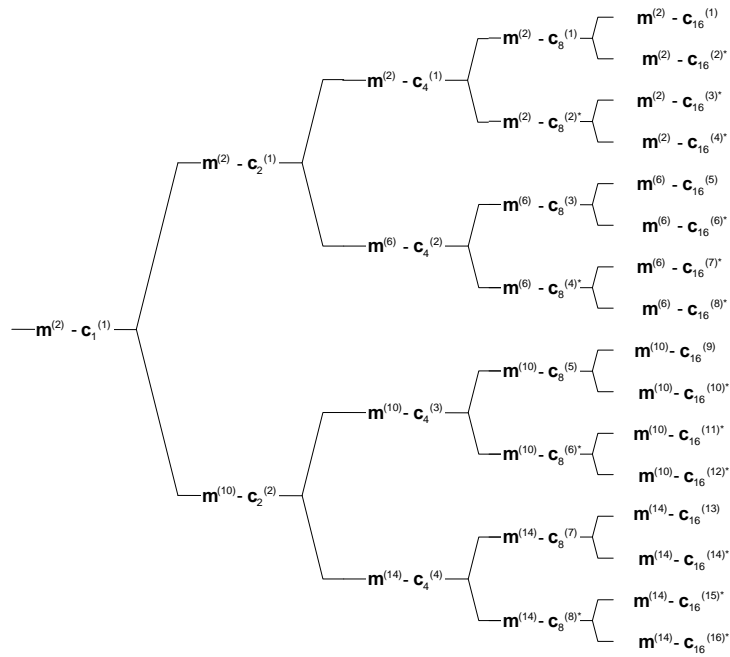 m(2) - c16(1)
m(2) - c8(1)
m(2) - c16(2)*
m(2) - c4(1)
m(2) - c16(3)*
m(2) - c8(2)*
m(2) - c16(4)*
m(2) - c2(1)
m(6) - c16(5)
m(6) - c8(3)
m(6) - c16(6)*
m(6) - c4(2)
m(6) - c16(7)*
m(6) - c8(4)*
m(6) - c16(8)*
m(2) - c1(1)
m(10) - c16(9)
m(10) - c8(5)
m(10) - c16(10)*
m(10) - c4(3)
m(10) - c16(11)*
m(10) - c8(6)*
m(10) - c16(12)*
m(10) - c2(2)
m(14) - c16(13)
m(14) - c8(7)
m(14) - c16(14)*
m(14) - c4(4)
m(14) - c16(15)*
m(14) - c8(8)*
m(14) - c16(16)*